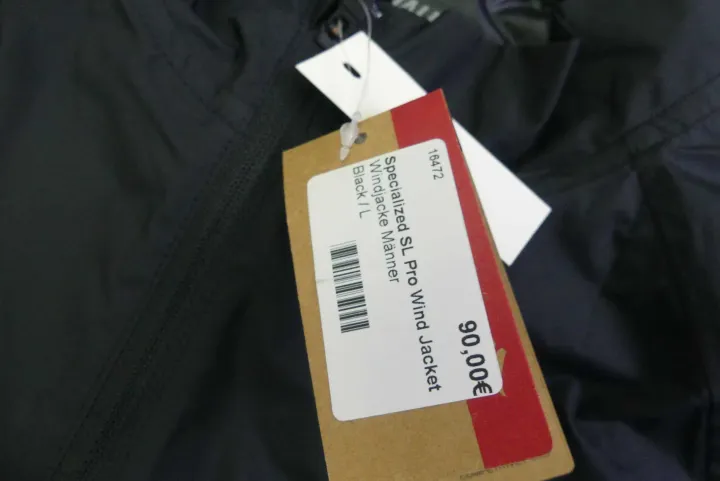 16472
Specialized SL Pro Wind Jacket
Windjacke Männer
Black / L
90,00€